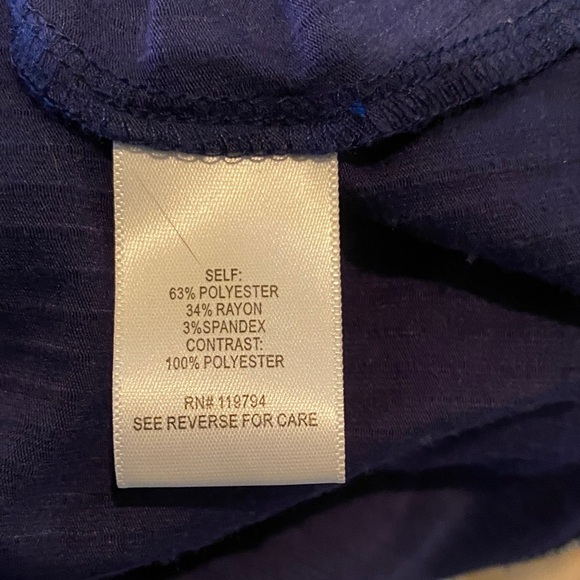 SELF:
63% POLYESTER
34% RAYON
3%SPANDEX
CONTRAST:
100% POLYESTER
RN# 119794
SEE REVERSE FOR CARE